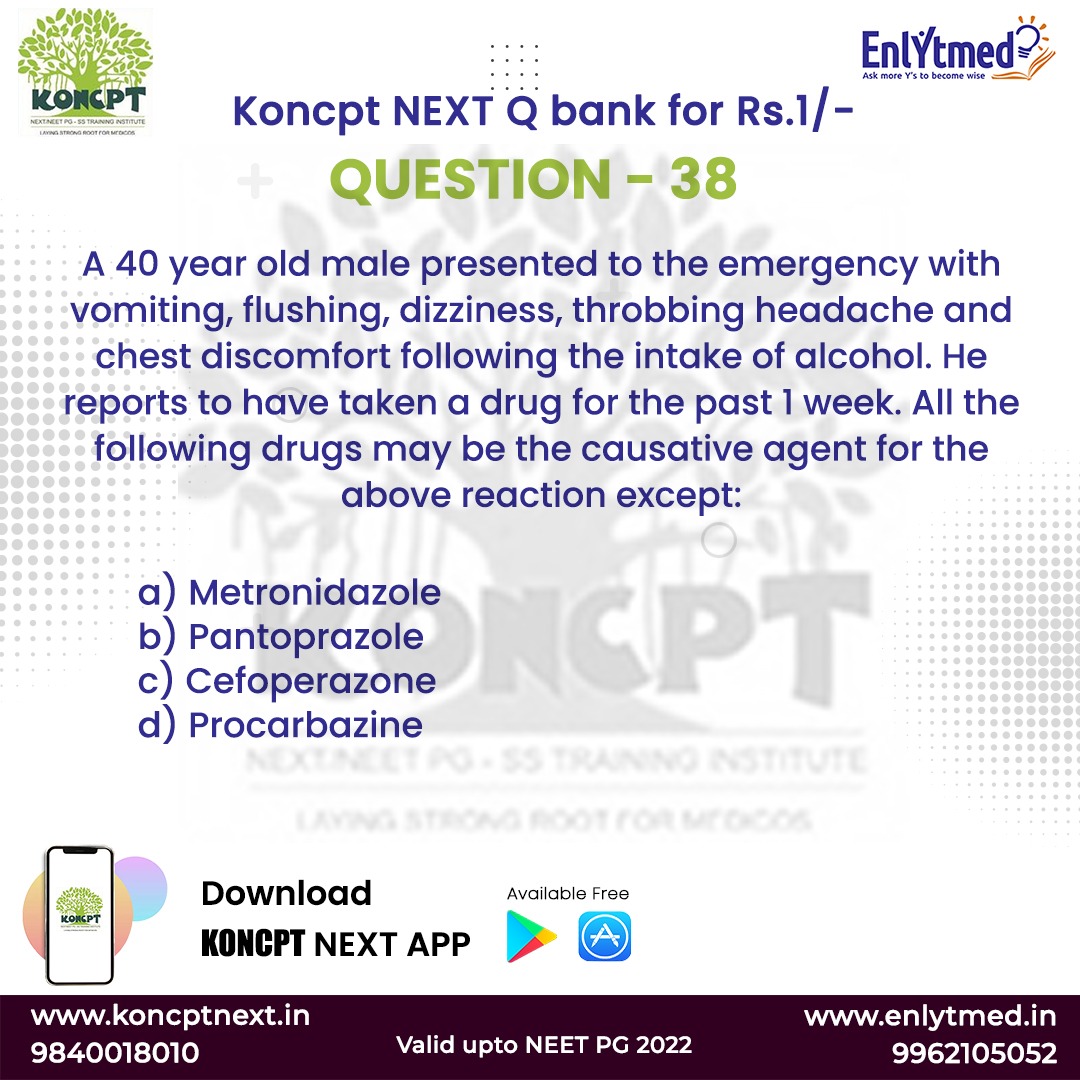 KONCPT
NEXT/NEET PG - SS TRAINING INSTITUTE
LAYING STRONG ROOT FOR MEDICOS
EnlYtmed
Ask more Y's to become wise
Koncpt NEXT Q bank for Rs.1/-
QUESTION - 38
A 40 year old male presented to the emergency with
vomiting, flushing, dizziness, throbbing headache and
chest discomfort following the intake of alcohol. He
reports to have taken a drug for the past 1 week. All the
following drugs may be the causative agent for the
above reaction except:
a) Metronidazole
b) Pantoprazole
c) Cefoperazone
d) Procarbazine
KONCPT
NEXT/NEET PG - SS TRAINING INSTITUTE
LAYING STRONG ROOT FOR MEDICOS
KONCPT
Download
KONCPT NEXT APP
Available Free
www.koncptnext.in
9840018010
Valid upto NEET PG 2022
www.enlytmed.in
9962105052